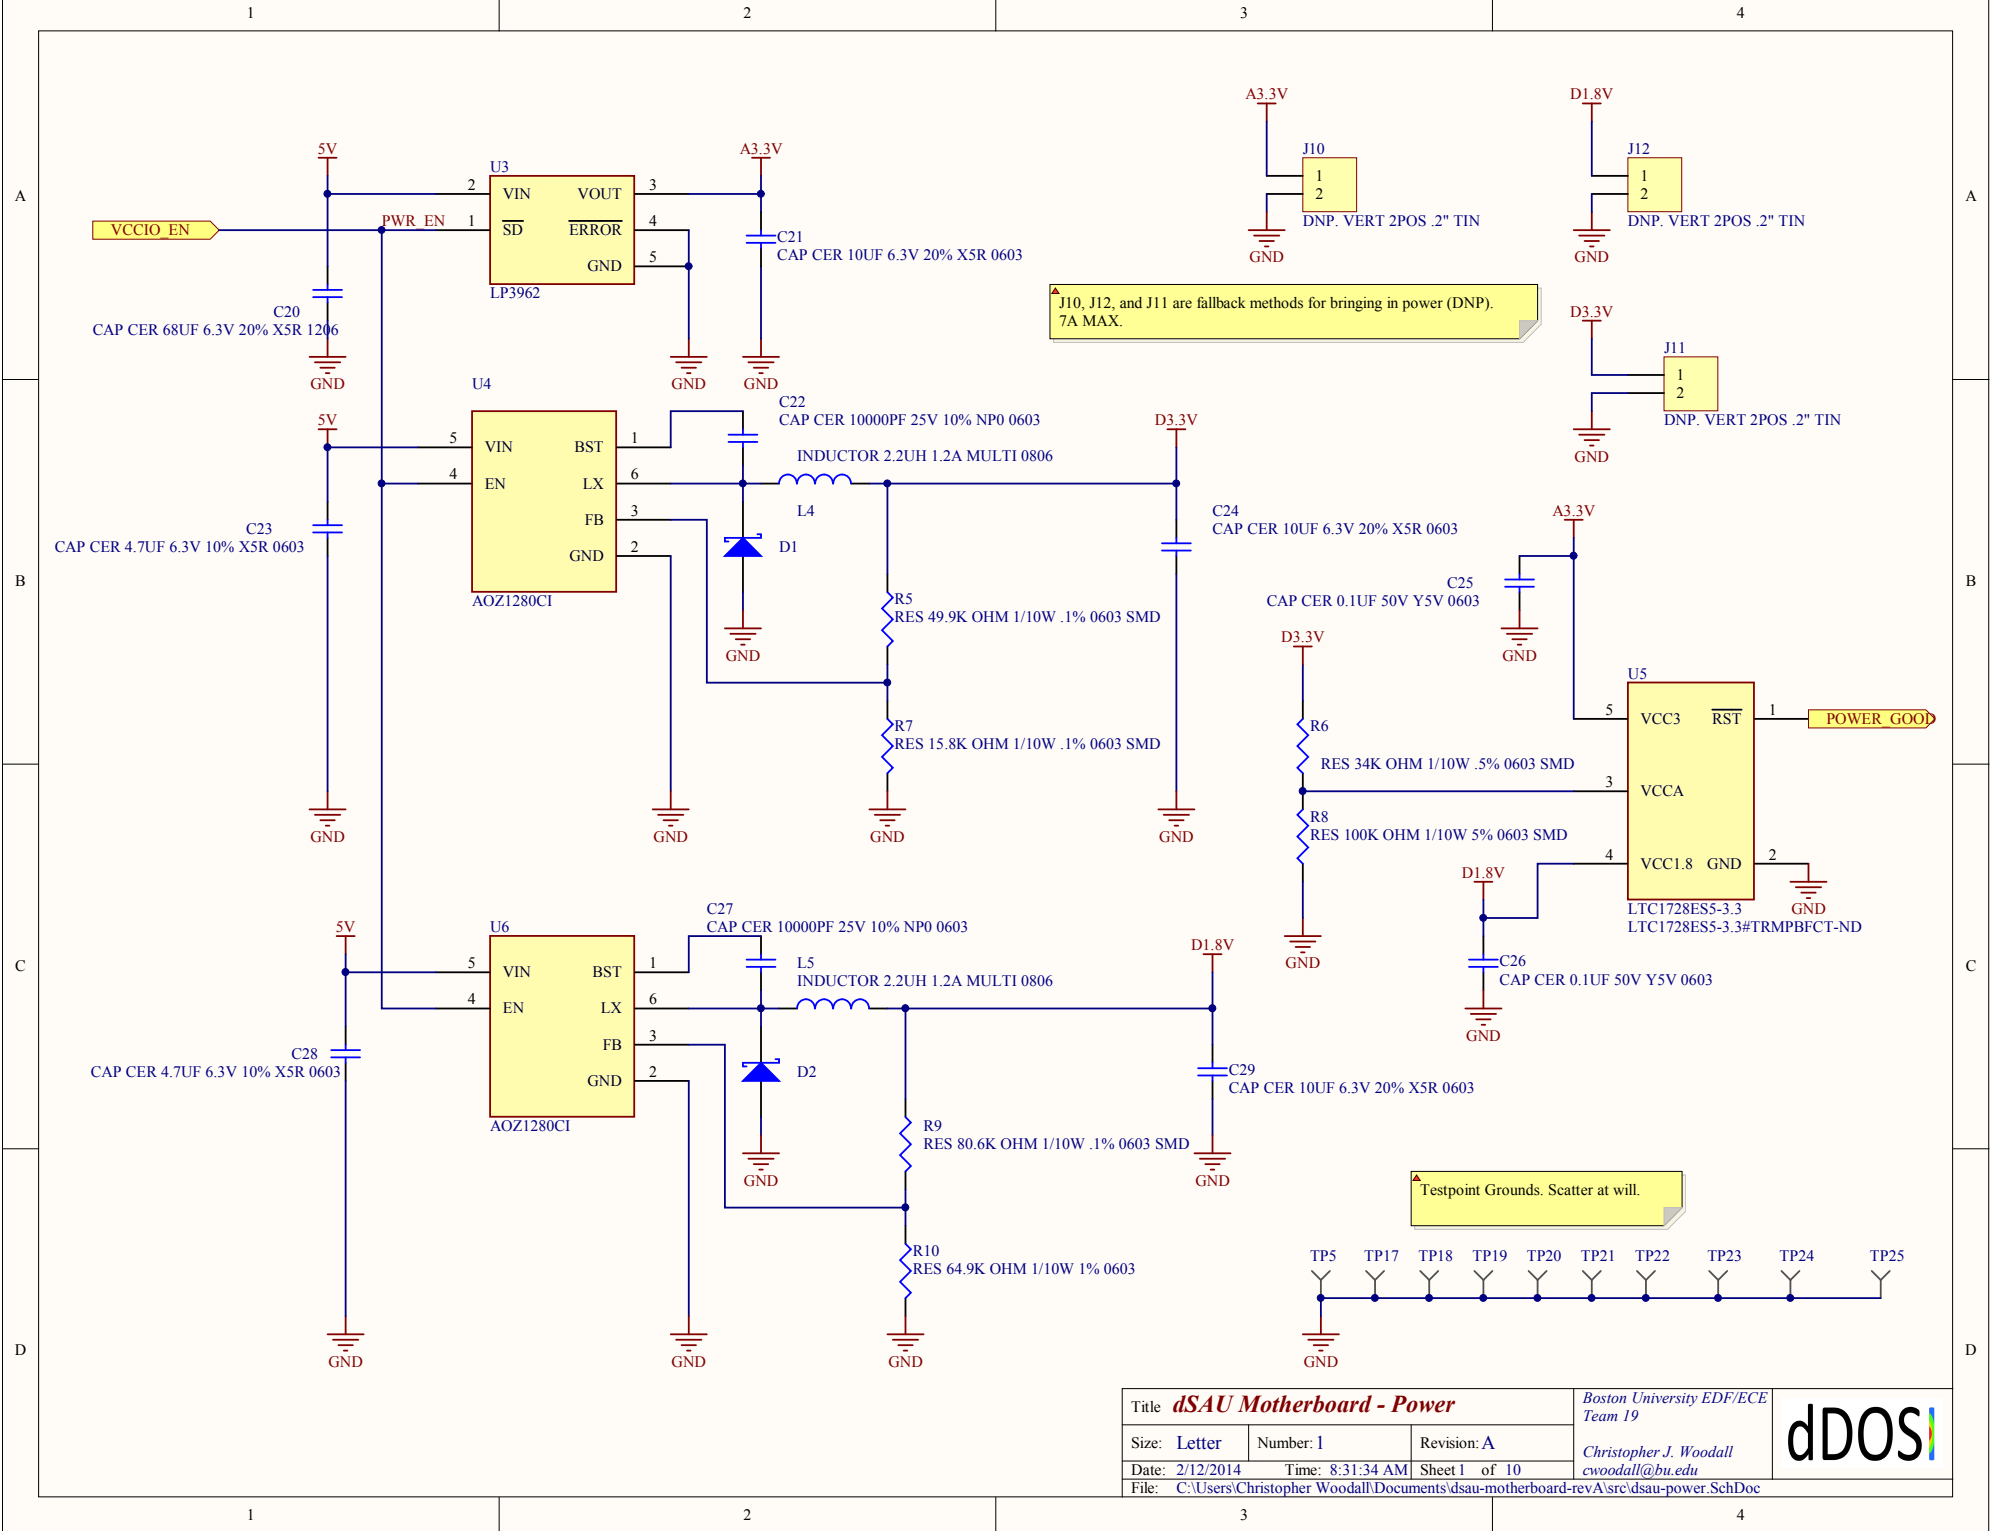 1 2 3 4
A
B
C
D
A
B
C
D
VCCIO_EN
5V
PWR_EN
U3
2 VIN VOUT 3
1 SD ERROR 4
GND 5
LP3962
A3.3V
C21
CAP CER 10UF 6.3V 20% X5R 0603
C20
CAP CER 68UF 6.3V 20% X5R 1206
GND
GND
GND
A3.3V
J10
1
2
DNP. VERT 2POS .2" TIN
GND
D1.8V
J12
1
2
DNP. VERT 2POS .2" TIN
GND
J10, J12, and J11 are fallback methods for bringing in power (DNP).
7A MAX.
D3.3V
J11
1
2
DNP. VERT 2POS .2" TIN
GND
U4
5V
5 VIN BST 1
4 EN LX 6
FB 3
GND 2
AOZ1280CI
C22
CAP CER 10000PF 25V 10% NP0 0603
INDUCTOR 2.2UH 1.2A MULTI 0806
L4
D3.3V
C23
CAP CER 4.7UF 6.3V 10% X5R 0603
D1
GND
C24
CAP CER 10UF 6.3V 20% X5R 0603
R5
RES 49.9K OHM 1/10W .1% 0603 SMD
R7
RES 15.8K OHM 1/10W .1% 0603 SMD
GND
GND
GND
GND
A3.3V
C25
CAP CER 0.1UF 50V Y5V 0603
GND
D3.3V
R6
RES 34K OHM 1/10W .5% 0603 SMD
R8
RES 100K OHM 1/10W 5% 0603 SMD
GND
U5
5 VCC3 RST 1
3 VCCA
4 VCC1.8 GND 2
LTC1728ES5-3.3
LTC1728ES5-3.3#TRMPBFCT-ND
POWER_GOOD
GND
D1.8V
C26
CAP CER 0.1UF 50V Y5V 0603
GND
5V
U6
5 VIN BST 1
4 EN LX 6
FB 3
GND 2
AOZ1280CI
C27
CAP CER 10000PF 25V 10% NP0 0603
L5
INDUCTOR 2.2UH 1.2A MULTI 0806
D1.8V
C28
CAP CER 4.7UF 6.3V 10% X5R 0603
D2
GND
C29
CAP CER 10UF 6.3V 20% X5R 0603
GND
R9
RES 80.6K OHM 1/10W .1% 0603 SMD
R10
RES 64.9K OHM 1/10W 1% 0603
GND
GND
GND
Testpoint Grounds. Scatter at will.
TP5 TP17 TP18 TP19 TP20 TP21 TP22 TP23 TP24 TP25
GND
Title dSAU Motherboard - Power
Size: Letter Number: 1 Revision: A
Date: 2/12/2014 Time: 8:31:34 AM Sheet 1 of 10
File: C:\Users\Christopher Woodall\Documents\dsau-motherboard-revA\src\dsau-power.SchDoc
Boston University EDF/ECE
Team 19
Christopher J. Woodall
cwoodall@bu.edu
dDOSI
1 2 3 4